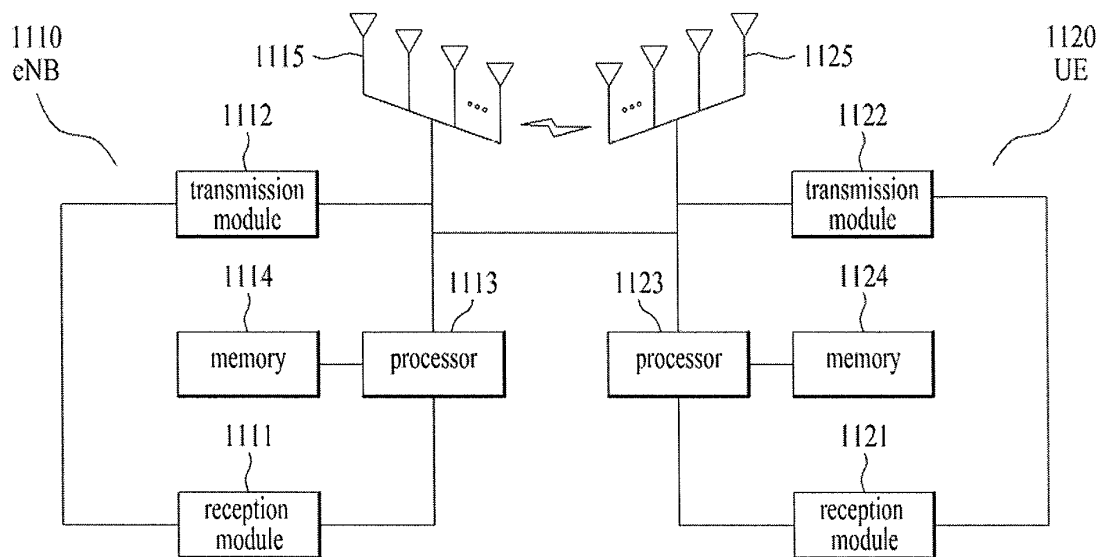 1110
eNB
1115
1125
1120
UE
1112
transmission
module
1122
transmission
module
1114
memory
1113
processor
1123
processor
1124
memory
1111
reception
module
1121
reception
module